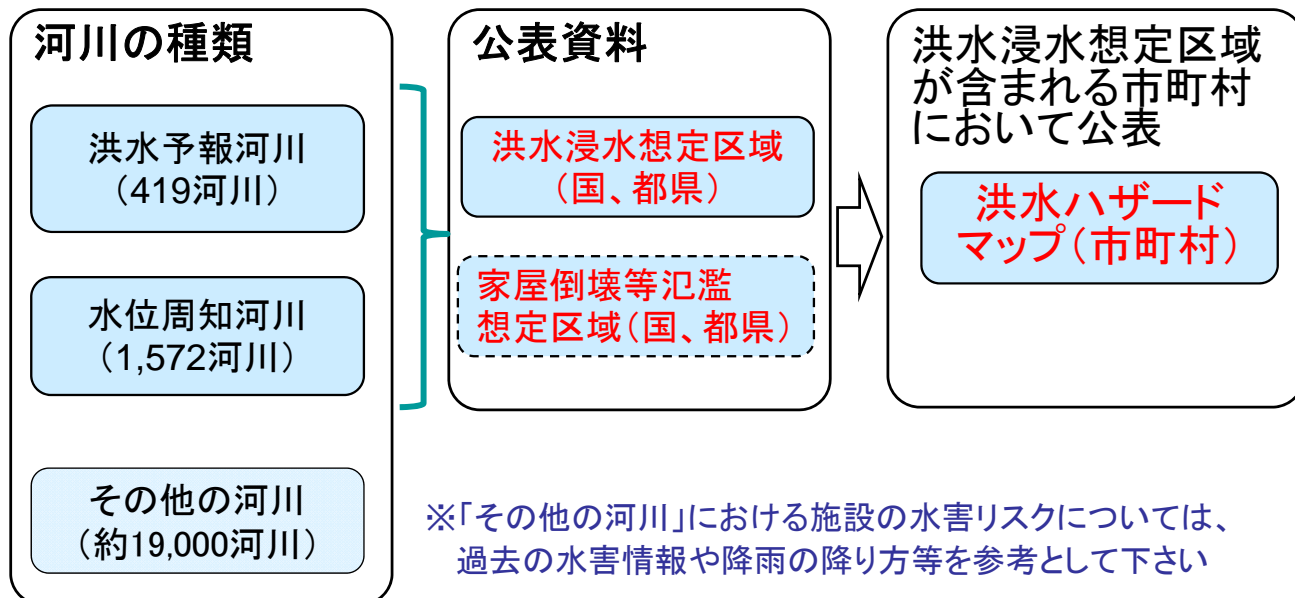 河川の種類
洪水予報河川
（419河川）
水位周知河川
（1,572河川）
その他の河川
（約19,000河川）
公表資料
洪水浸水想定区域
（国、都県）
家屋倒壊等氾濫
想定区域（国、都県）
洪水浸水想定区域
が含まれる市町村
において公表
洪水ハザード
マップ（市町村）
※「その他の河川」における施設の水害リスクについては、
過去の水害情報や降雨の降り方等を参考として下さい